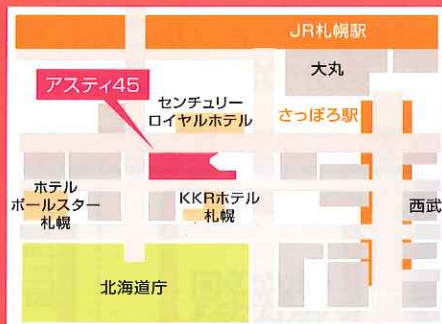 JR札幌駅
大丸
アスティ45
センチュリー
ロイヤルホテル
さっぽろ駅
ホテル
ポールスター
札幌
KKRホテル
札幌
西武
北海道庁